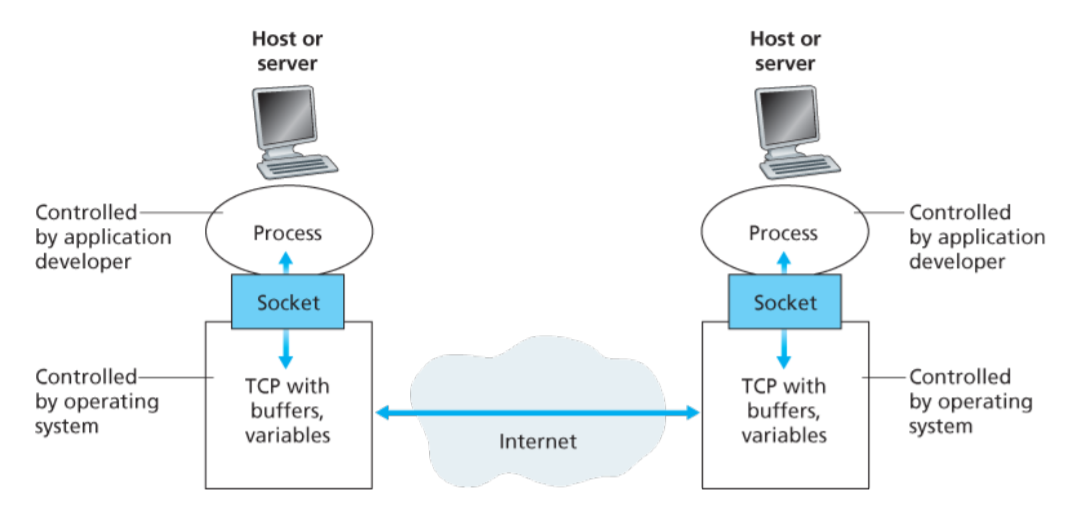 Host or
server
Host or
server
Controlled
by application
developer
Process
Process
Controlled
by application
developer
Socket
Socket
Controlled
by operating
system
TCP with
buffers,
variables
Internet
TCP with
buffers,
variables
Controlled
by operating
system